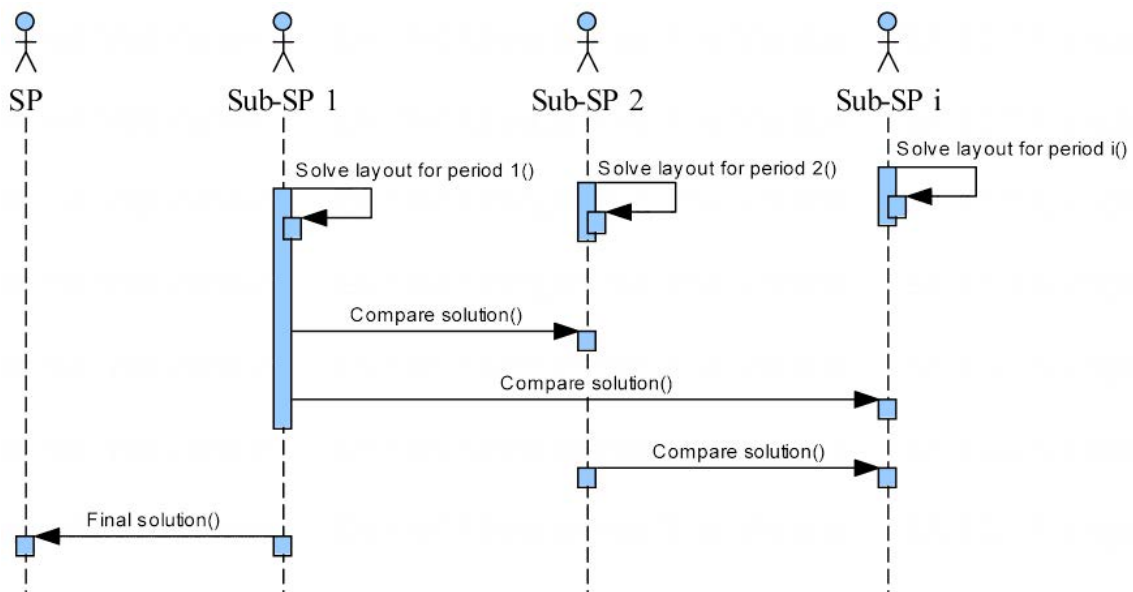 SP
Sub-SP 1
Sub-SP 2
Sub-SP i
Solve layout for period 1()
Solve layout for period 2()
Solve layout for period i()
Compare solution()
Compare solution()
Compare solution()
Final solution()